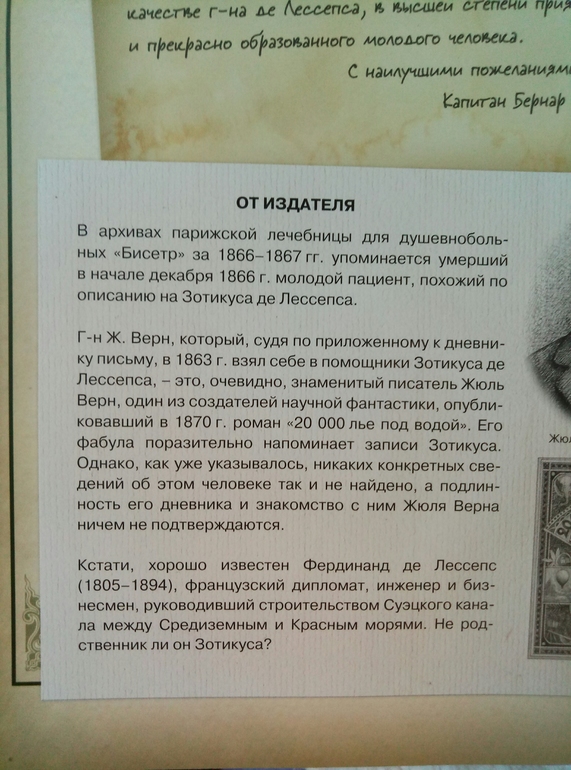 качестве г-на де Лессепса, в высшей степени
и прекрасно образованного молодого человека.
С наилучшими пожеланиями
Капитан Бернар
ОТ ИЗДАТЕЛЯ
В архивах парижской лечебницы для душевноболь-
ных «Бисетр» за 1866–1867 гг. упоминается умерший
в начале декабря 1866 г. молодой пациент, похожий по
описанию на Зотикуса де Лессепса.
Г-н Ж. Верн, который, судя по приложенному к дневни-
ку письму, в 1863 г. взял себе в помощники Зотикуса де
Лессепса, – это, очевидно, знаменитый писатель Жюль
Верн, один из создателей научной фантастики, опубли-
ковавший в 1870 г. роман «20 000 лье под водой». Его
фабула поразительно напоминает записи Зотикуса.
Однако, как уже указывалось, никаких конкретных све-
дений об этом человеке так и не найдено, а подлин-
ность его дневника и знакомство с ним Жюля Верна
ничем не подтверждаются.
Кстати, хорошо известен Фердинанд де Лессепс
(1805–1894), французский дипломат, инженер и биз-
несмен, руководивший строительством Суэцкого кана-
ла между Средиземным и Красным морями. Не род-
ственник ли он Зотикуса?